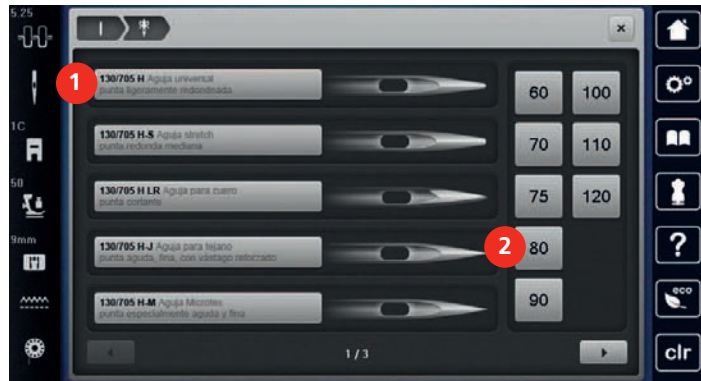 5.25
1
130/705 H Aguja universal
punta ligeramente redondeada
60
100
130/705 H-S Aguja stretch
punta redonda mediana
70
110
1C
50
130/705 H LR Aguja para cuero
punta cortante
75
120
9mm
130/705 H-J Aguja para tejano
punta aguda, fina, con vástago reforzado
2
80
?
130/705 H-M Aguja Microtex
punta especialmente aguda y fina
90
eco
1 / 3
clr